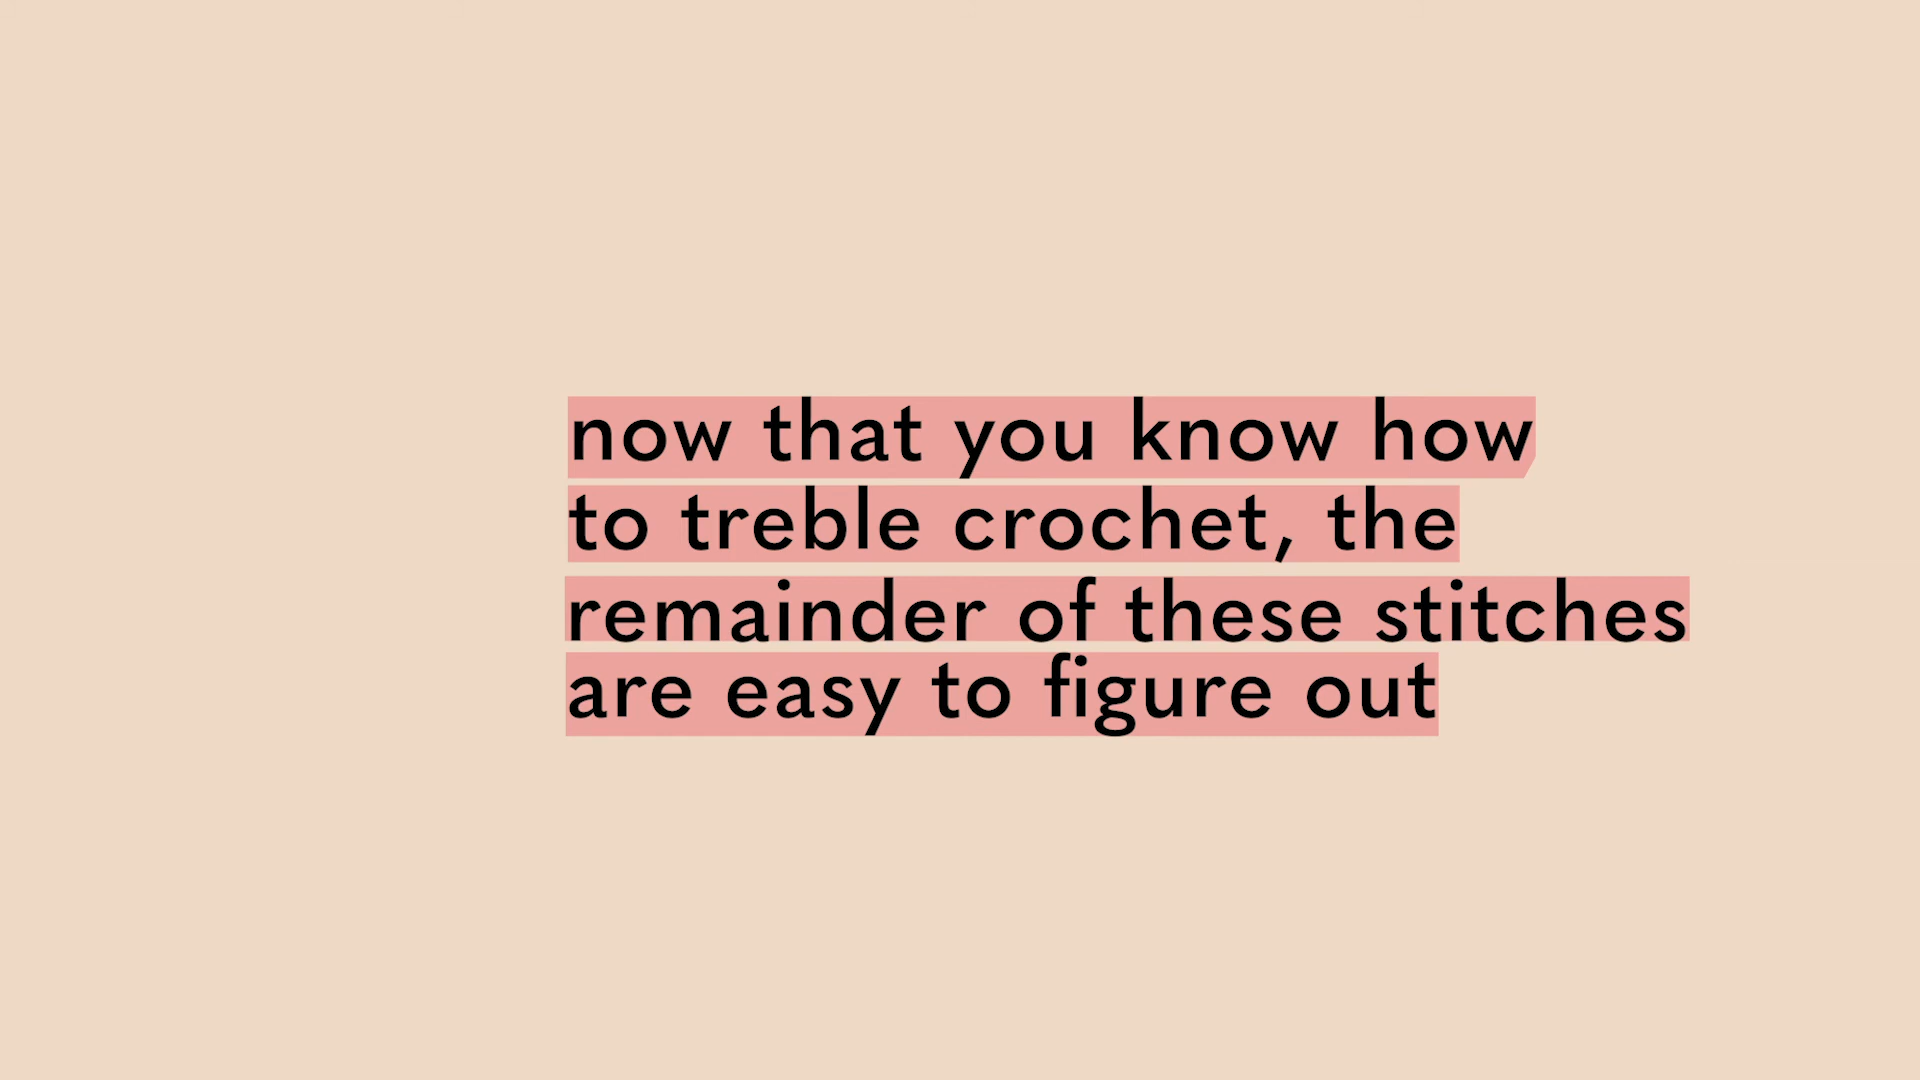 now that you know how
to treble crochet, the
remainder of these stitches
are easy to figure out